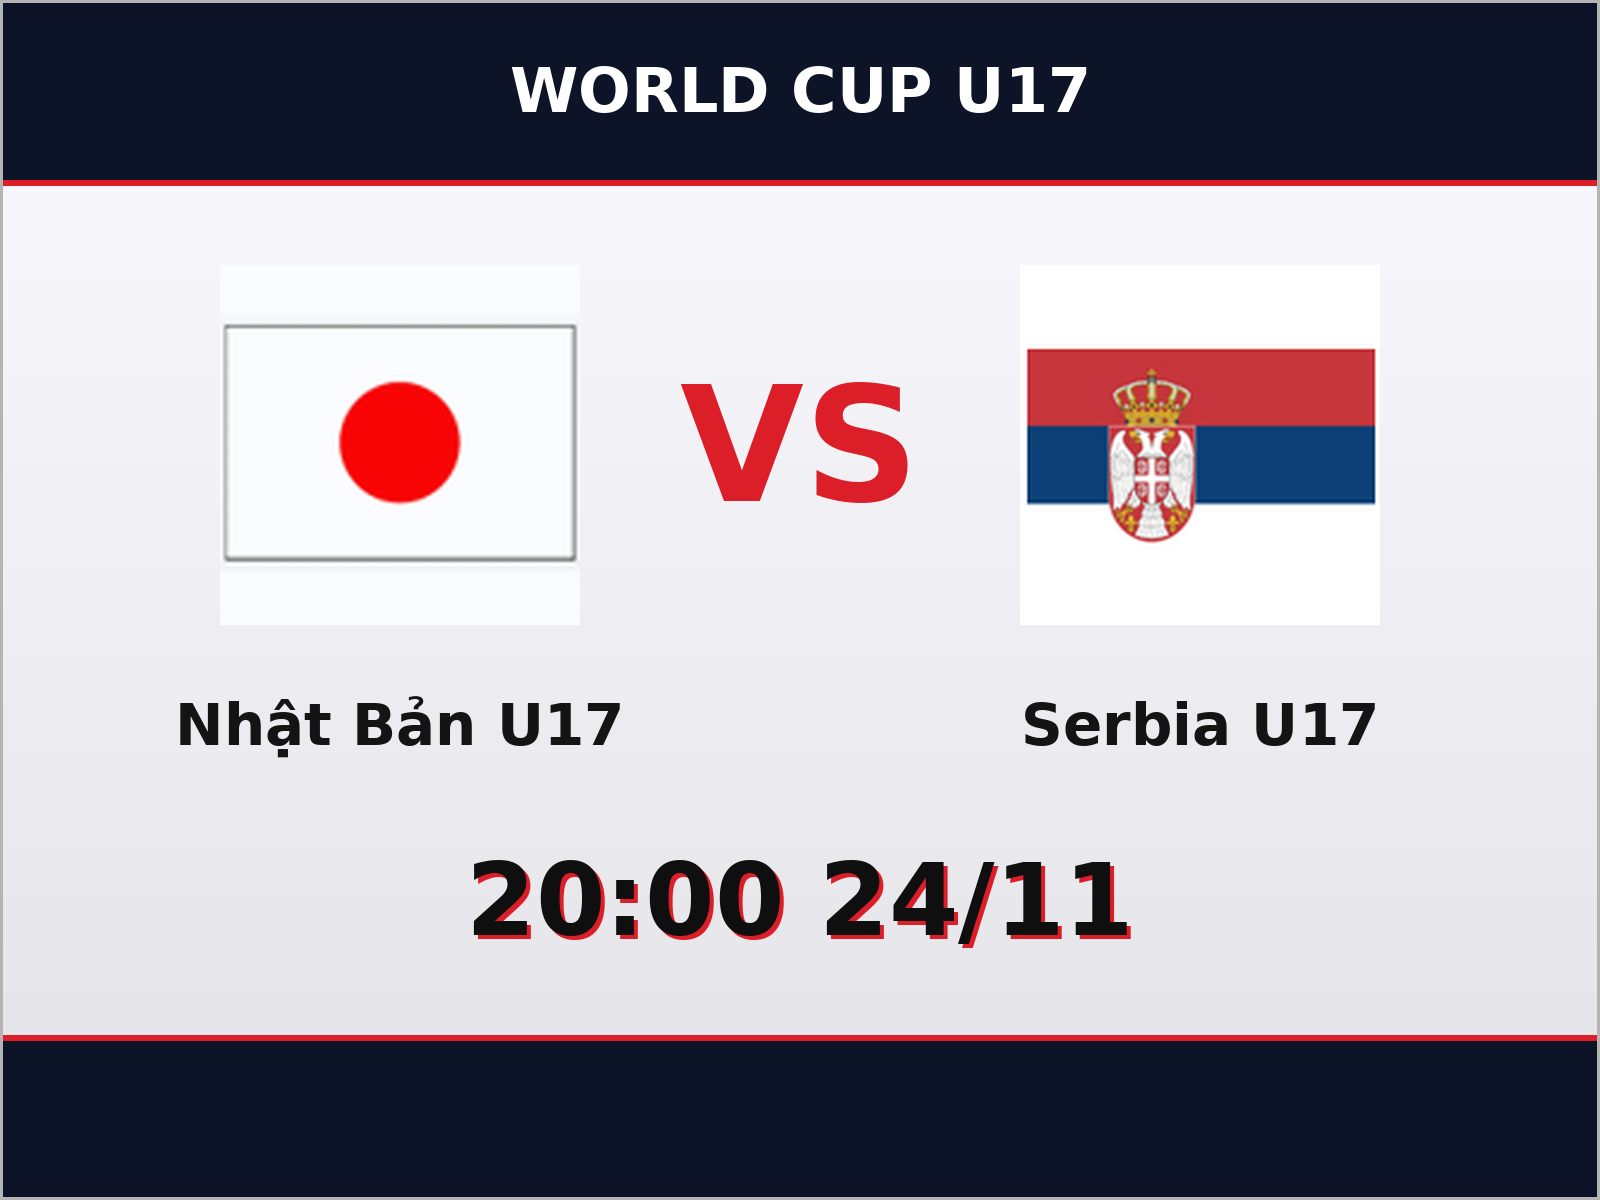 WORLD CUP U17
VS
Nhật Bản U17
Serbia U17
20:00 24/11